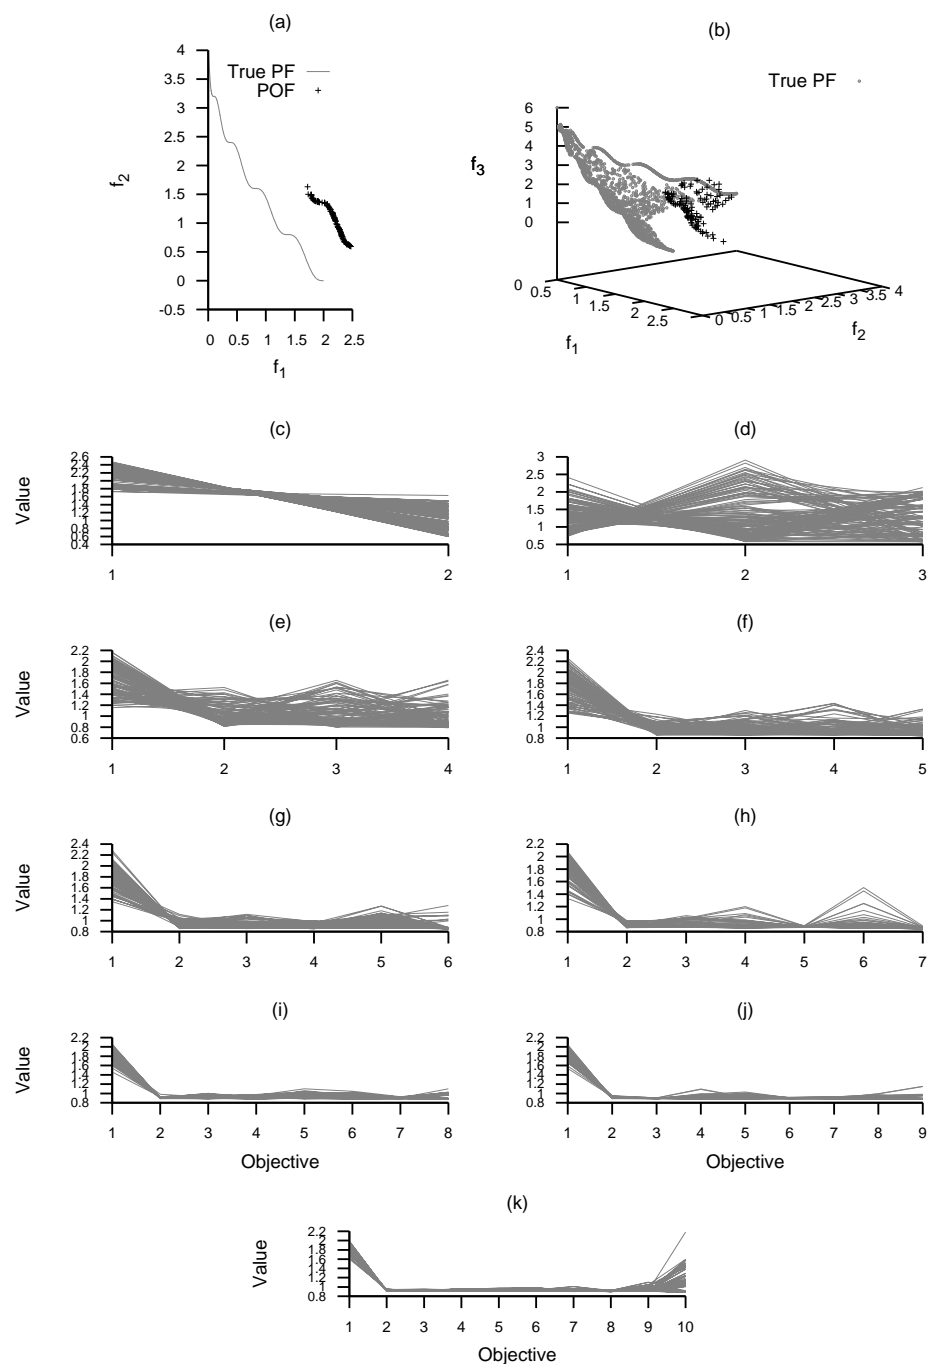 (a)
4
3.5
3
2.5
2
1.5
1
0.5
0
-0.5
f2
True PF
POF
0 0.5 1 1.5 2 2.5
f1
(b)
True PF
6
5
4
3
2
1
0
f3
0 0.5 1 1.5 2 2.5
f1
0 0.5 1 1.5 2 2.5 3 3.5 4
f2
(c)
Value
2.6
2.4
2.2
2
1.8
1.6
1.4
1.2
1
0.8
0.6
0.4
1 2
(d)
3
2.5
2
1.5
1
0.5
1 2 3
(e)
Value
2.2
2
1.8
1.6
1.4
1.2
1
0.8
0.6
1 2 3 4
(f)
2.4
2.2
2
1.8
1.6
1.4
1.2
1
0.8
1 2 3 4 5
(g)
Value
2.4
2.2
2
1.8
1.6
1.4
1.2
1
0.8
1 2 3 4 5 6
(h)
2.2
2
1.8
1.6
1.4
1.2
1
0.8
1 2 3 4 5 6 7
(i)
Value
2.2
2
1.8
1.6
1.4
1.2
1
0.8
1 2 3 4 5 6 7 8
Objective
(j)
2.2
2
1.8
1.6
1.4
1.2
1
0.8
1 2 3 4 5 6 7 8 9
Objective
(k)
Value
2.2
2
1.8
1.6
1.4
1.2
1
0.8
1 2 3 4 5 6 7 8 9 10
Objective